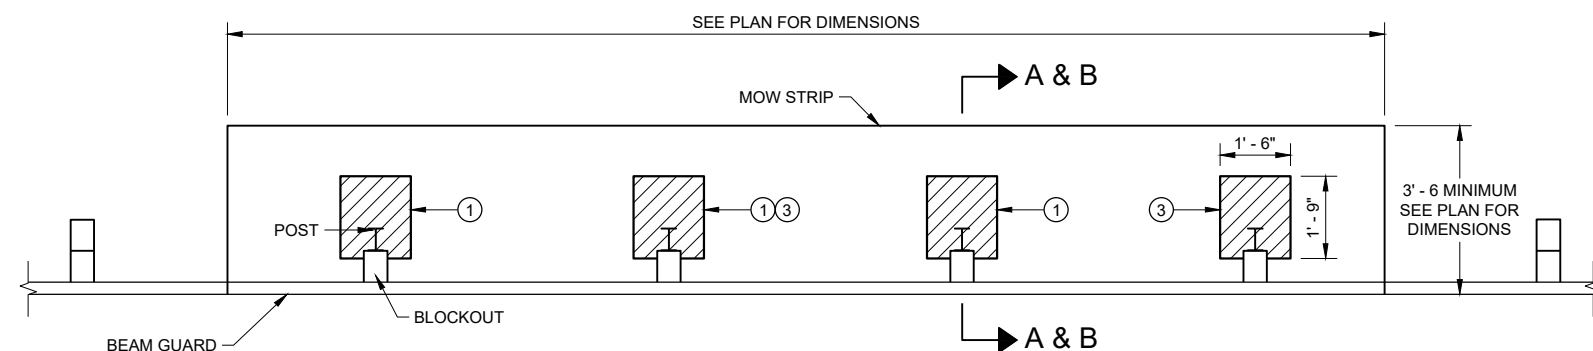 SEE PLAN FOR DIMENSIONS
A & B
MOW STRIP
1' - 6"
3' - 6 MINIMUM
SEE PLAN FOR
DIMENSIONS
1' - 9"
1
1 3
1
3
POST
BLOCKOUT
BEAM GUARD
A & B